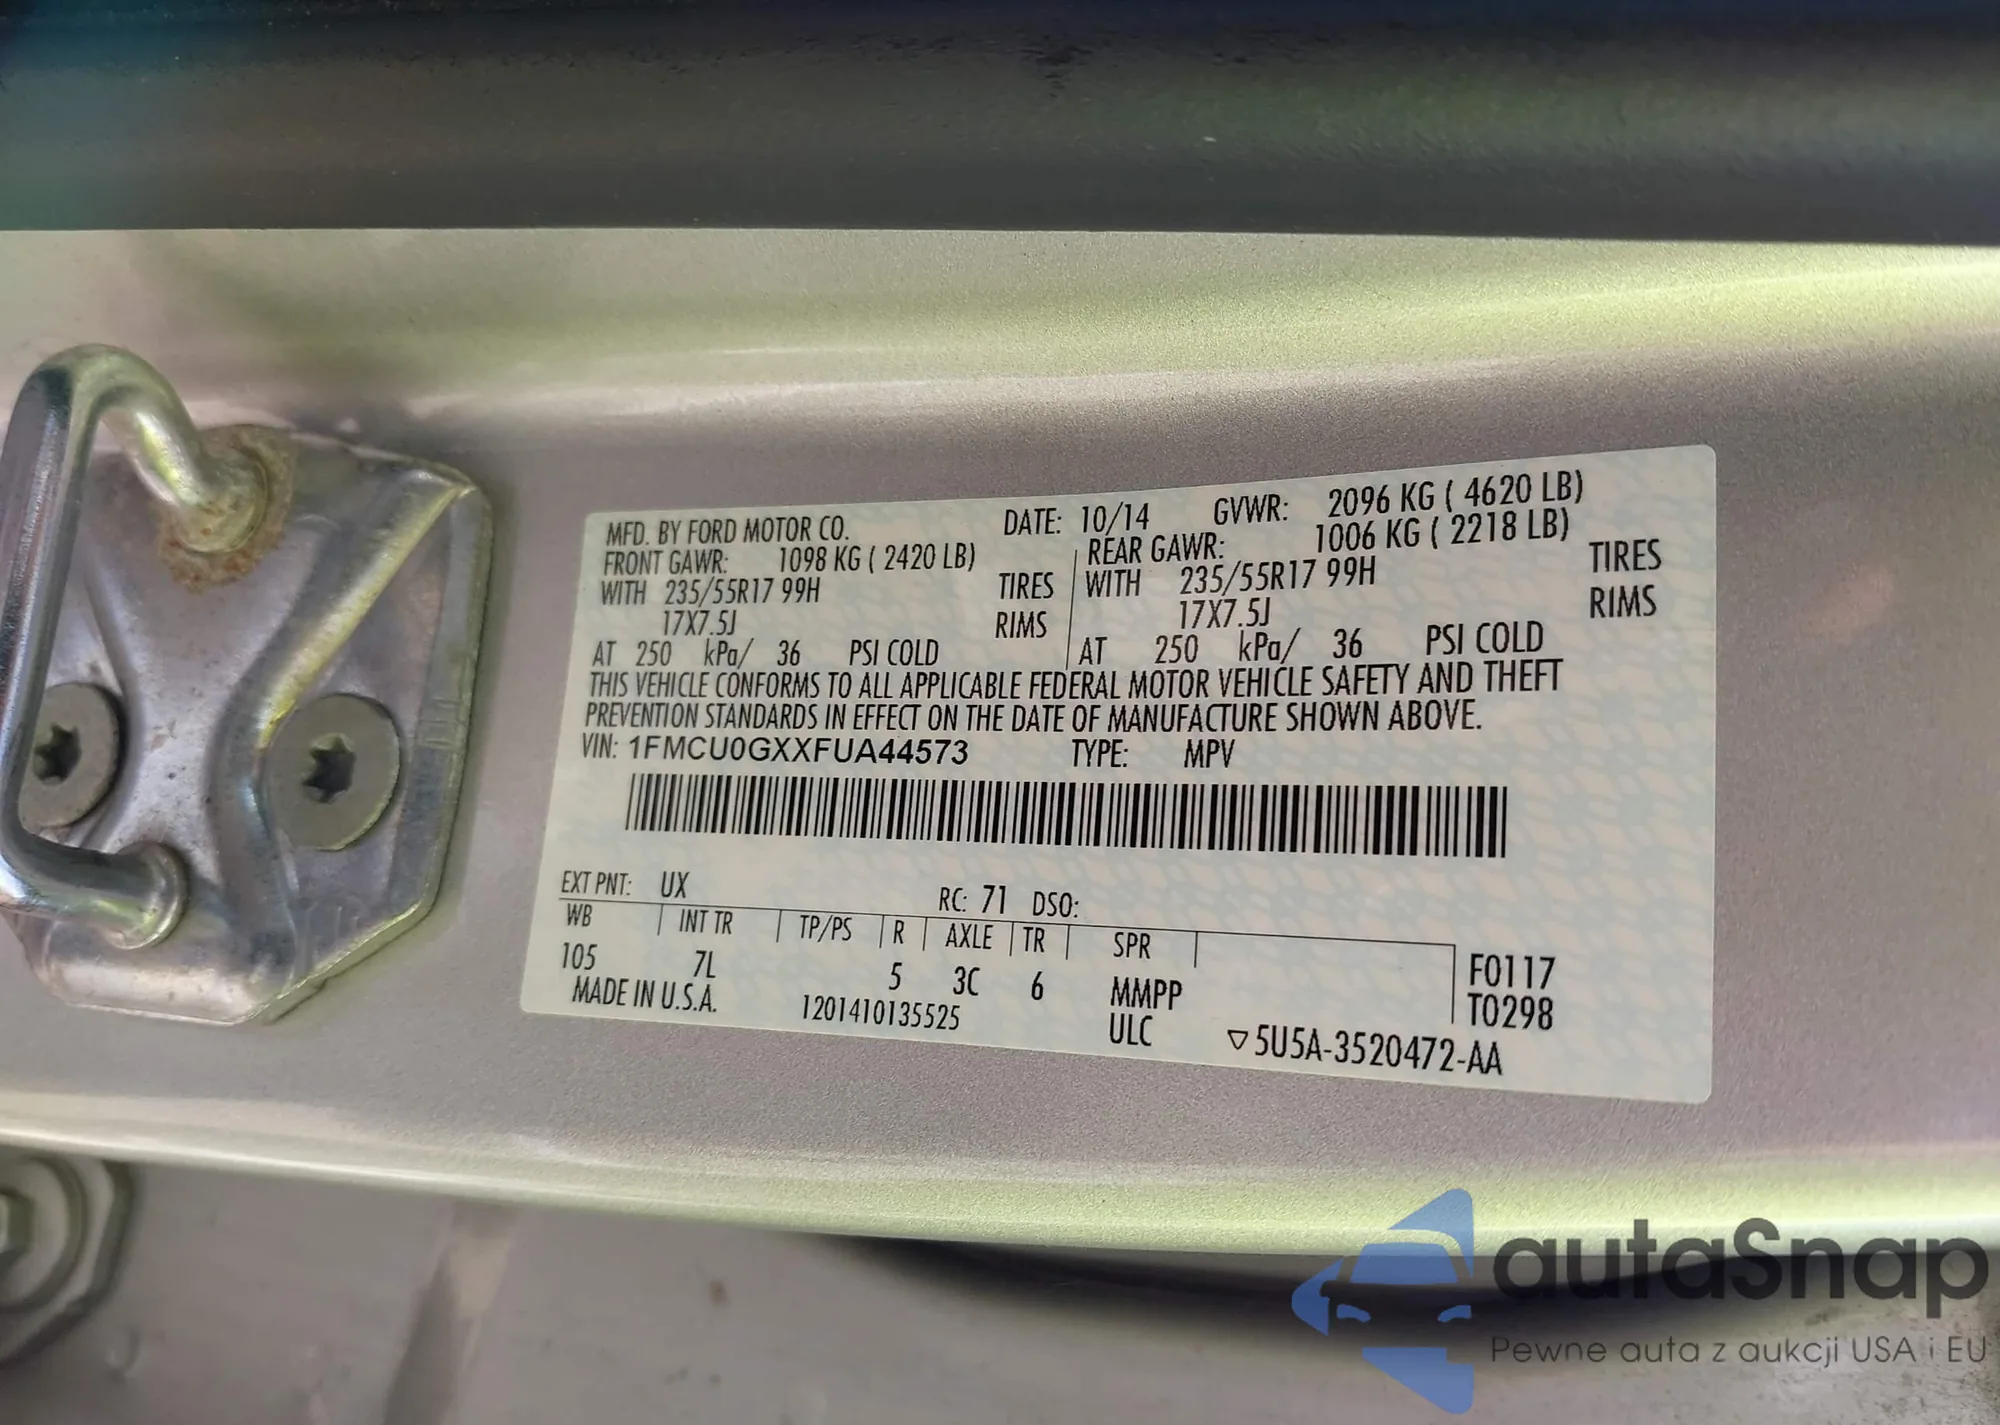 MFD. BY FORD MOTOR CO. DATE: 10/14 GVWR: 2096 KG ( 4620 LB)
FRONT GAWR: 1098 KG ( 2420 LB) REAR GAWR: 1006 KG ( 2218 LB)
WITH 235/55R17 99H TIRES WITH 235/55R17 99H TIRES
17X7.5J RIMS 17X7.5J RIMS
AT 250 kPa/ 36 PSI COLD AT 250 kPa/ 36 PSI COLD
THIS VEHICLE CONFORMS TO ALL APPLICABLE FEDERAL MOTOR VEHICLE SAFETY AND THEFT
PREVENTION STANDARDS IN EFFECT ON THE DATE OF MANUFACTURE SHOWN ABOVE.
VIN: 1FMCU0GXXFUA44573 TYPE: MPV
EXT PNT: UX RC: 71 DSO:
WB INT TR TP/PS R AXLE TR SPR
105 7L 5 3C 6 MMPP F0117
MADE IN U.S.A. 1201410135525 ULC T0298
▽5U5A-3520472-AA
autaSnap
Pewne auta z aukcji USA i EU